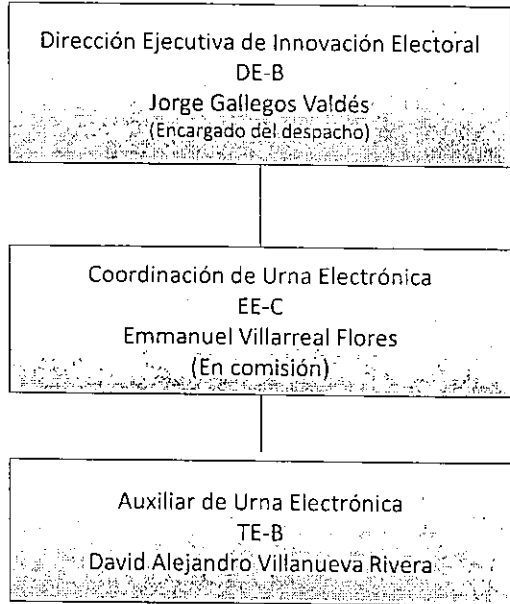 Dirección Ejecutiva de Innovación Electoral
DE-B
Jorge Gallegos Valdés
(Encargado del despacho)
Coordinación de Urna Electrónica
EE-C
Emmanuel Villarreal Flores
(En comisión)
Auxiliar de Urna Electrónica
TE-B
David Alejandro Villanueva Rivera